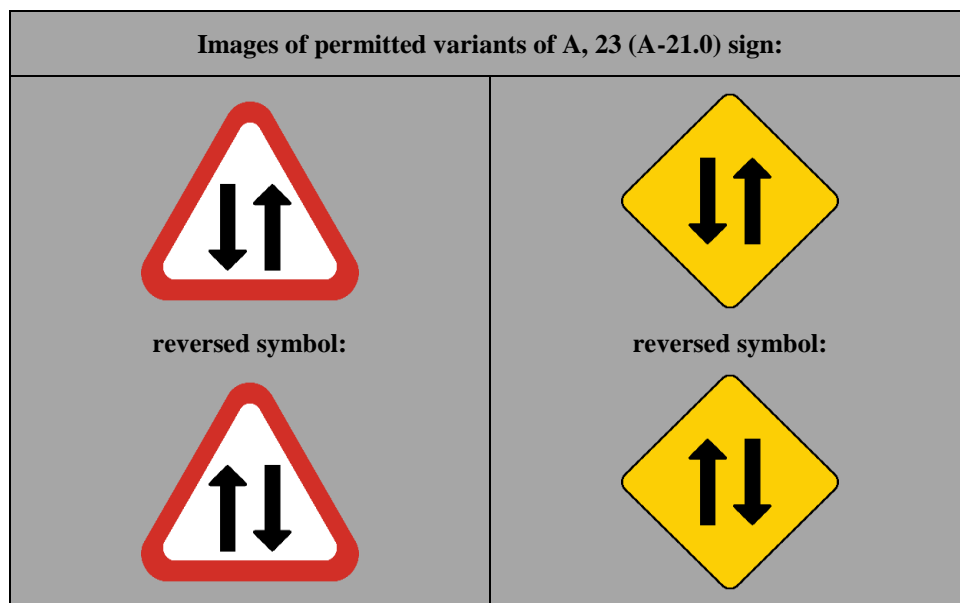 Images of permitted variants of A, 23 (A-21.0) sign:
reversed symbol:
reversed symbol: